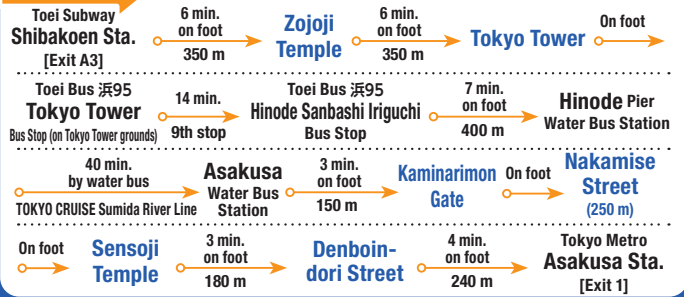 Toei Subway
Shibakoen Sta.
[Exit A3]
6 min.
on foot
350 m
Zojoji
Temple
6 min.
on foot
350 m
Tokyo Tower
On foot
Toei Bus 浜95
Tokyo Tower
Bus Stop (on Tokyo Tower grounds)
14 min.
9th stop
Toei Bus 浜95
Hinode Sanbashi Iriguchi
Bus Stop
7 min.
on foot
400 m
Hinode Pier
Water Bus Station
40 min.
by water bus
TOKYO CRUISE Sumida River Line
Asakusa
Water Bus
Station
3 min.
on foot
150 m
Kaminarimon
Gate
On foot
Nakamise
Street
(250 m)
On foot
Sensoji
Temple
3 min.
on foot
180 m
Denboin-
dori Street
4 min.
on foot
240 m
Tokyo Metro
Asakusa Sta.
[Exit 1]